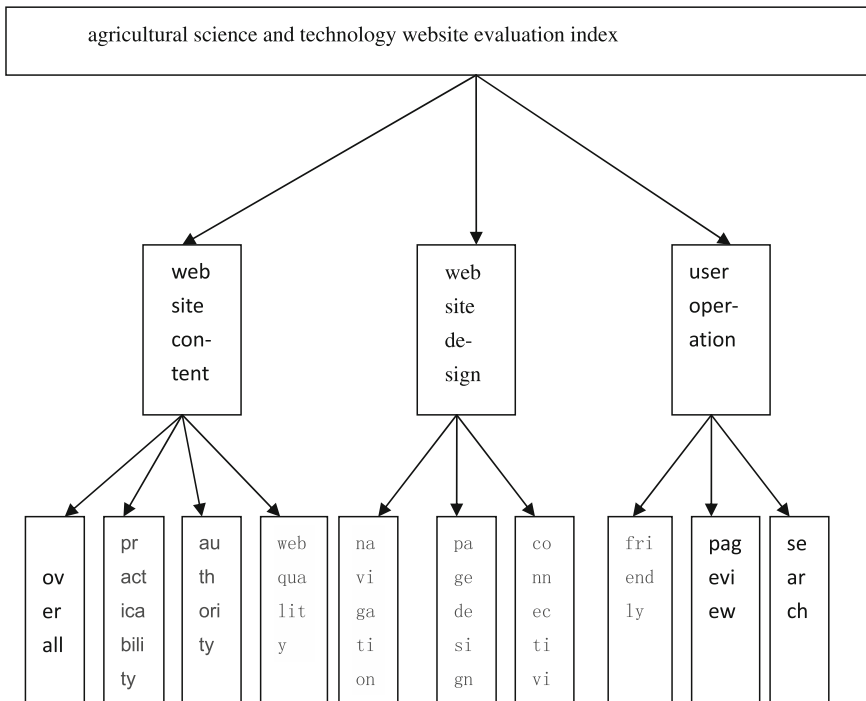 agricultural science and technology website evaluation index
web
site
con-
tent
web
site
de-
sign
user
oper-
ation
ov
er
all
pr
act
ica
bili
ty
au
th
ori
ty
web
qua
lit
y
na
vi
ga
ti
on
pa
ge
de
si
gn
co
nn
ec
ti
vi
fri
end
ly
pag
evi
ew
se
ar
ch